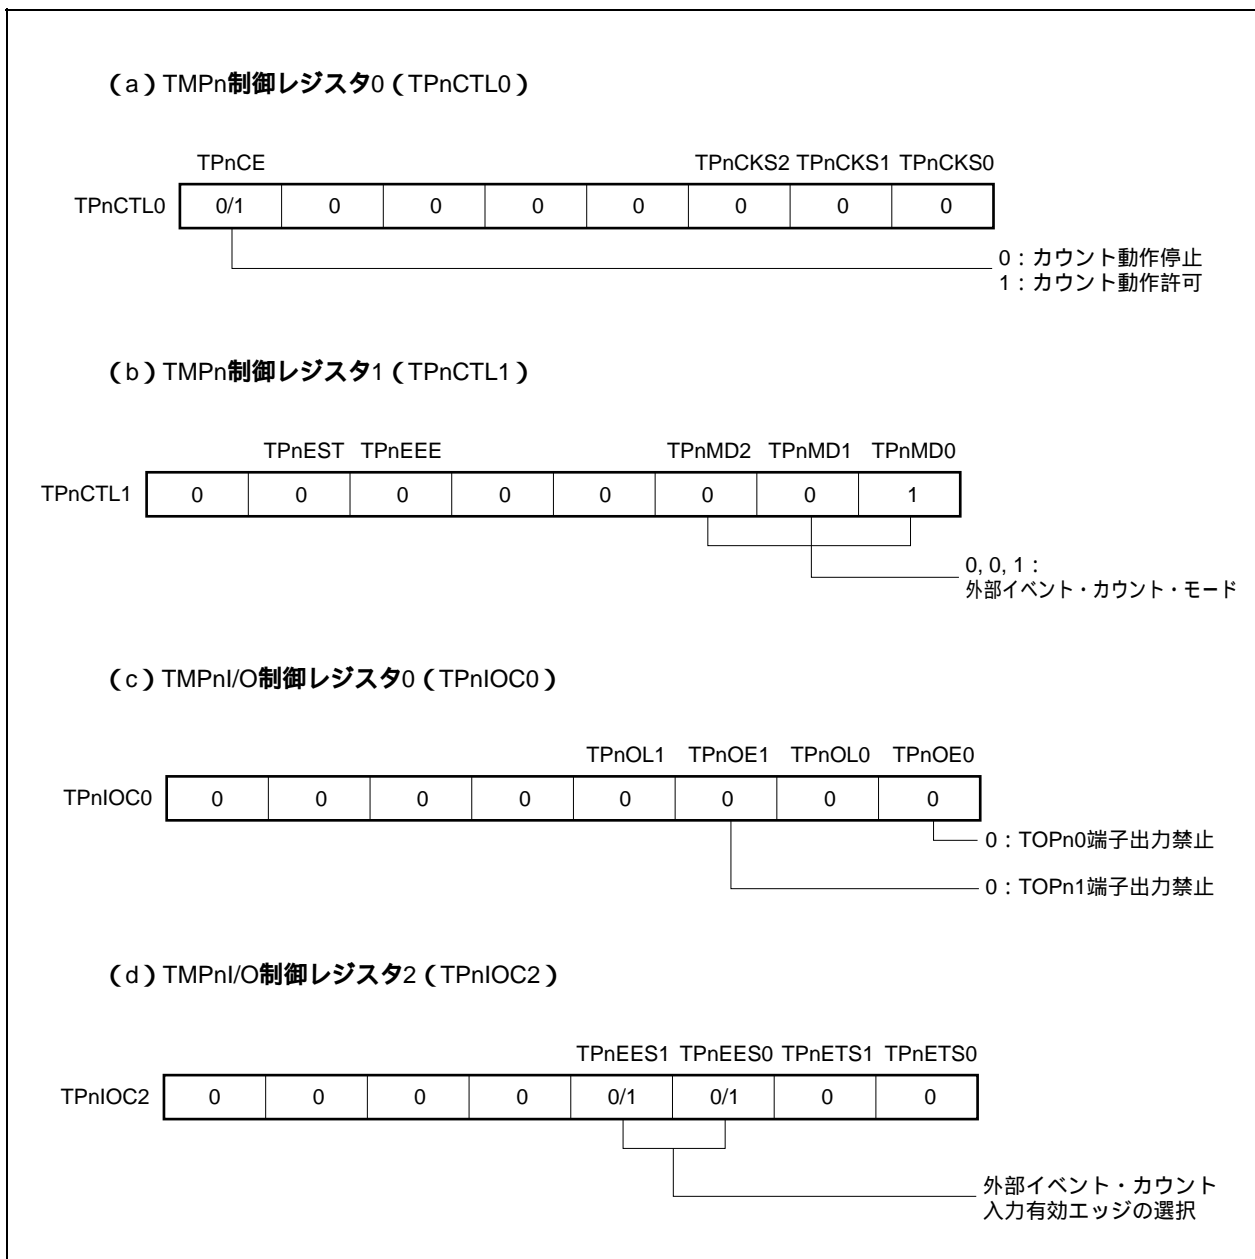 (a) TMPn制御レジスタ0 (TPnCTL0)
TPnCE TPnCKS2 TPnCKS1 TPnCKS0
TPnCTL0 0/1 0 0 0 0 0 0 0
0：カウント動作停止
1：カウント動作許可
(b) TMPn制御レジスタ1 (TPnCTL1)
TPnEST TPnEEE TPnMD2 TPnMD1 TPnMD0
TPnCTL1 0 0 0 0 0 0 0 1
0, 0, 1：
外部イベント・カウント・モード
(c) TMPnI/O制御レジスタ0 (TPnIOC0)
TPnOL1 TPnOE1 TPnOL0 TPnOE0
TPnIOC0 0 0 0 0 0 0 0 0
0：TOPn0端子出力禁止
0：TOPn1端子出力禁止
(d) TMPnI/O制御レジスタ2 (TPnIOC2)
TPnEES1 TPnEES0 TPnETS1 TPnETS0
TPnIOC2 0 0 0 0 0/1 0/1 0 0
外部イベント・カウント
入力有効エッジの選択